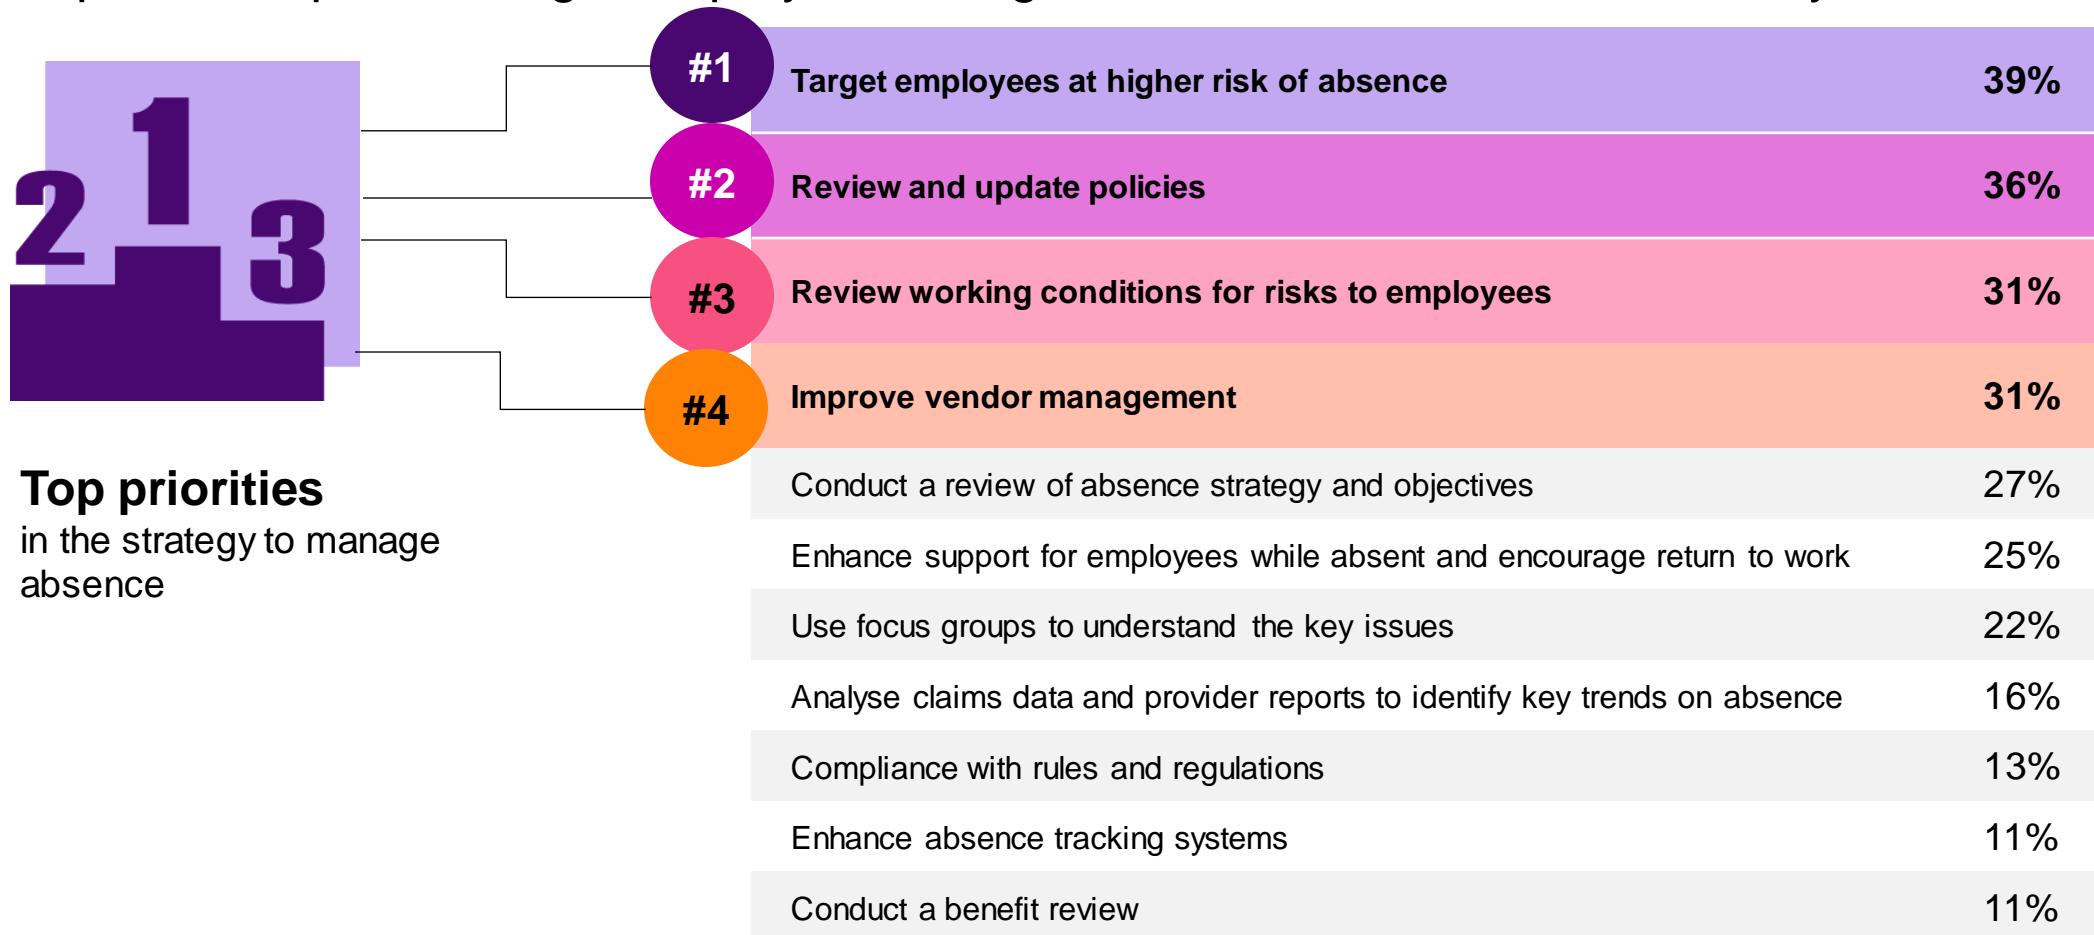 1
2
3
Top priorities
in the strategy to manage
absence
#1 Target employees at higher risk of absence 39%
#2 Review and update policies 36%
#3 Review working conditions for risks to employees 31%
#4 Improve vendor management 31%
Conduct a review of absence strategy and objectives 27%
Enhance support for employees while absent and encourage return to work 25%
Use focus groups to understand the key issues 22%
Analyse claims data and provider reports to identify key trends on absence 16%
Compliance with rules and regulations 13%
Enhance absence tracking systems 11%
Conduct a benefit review 11%